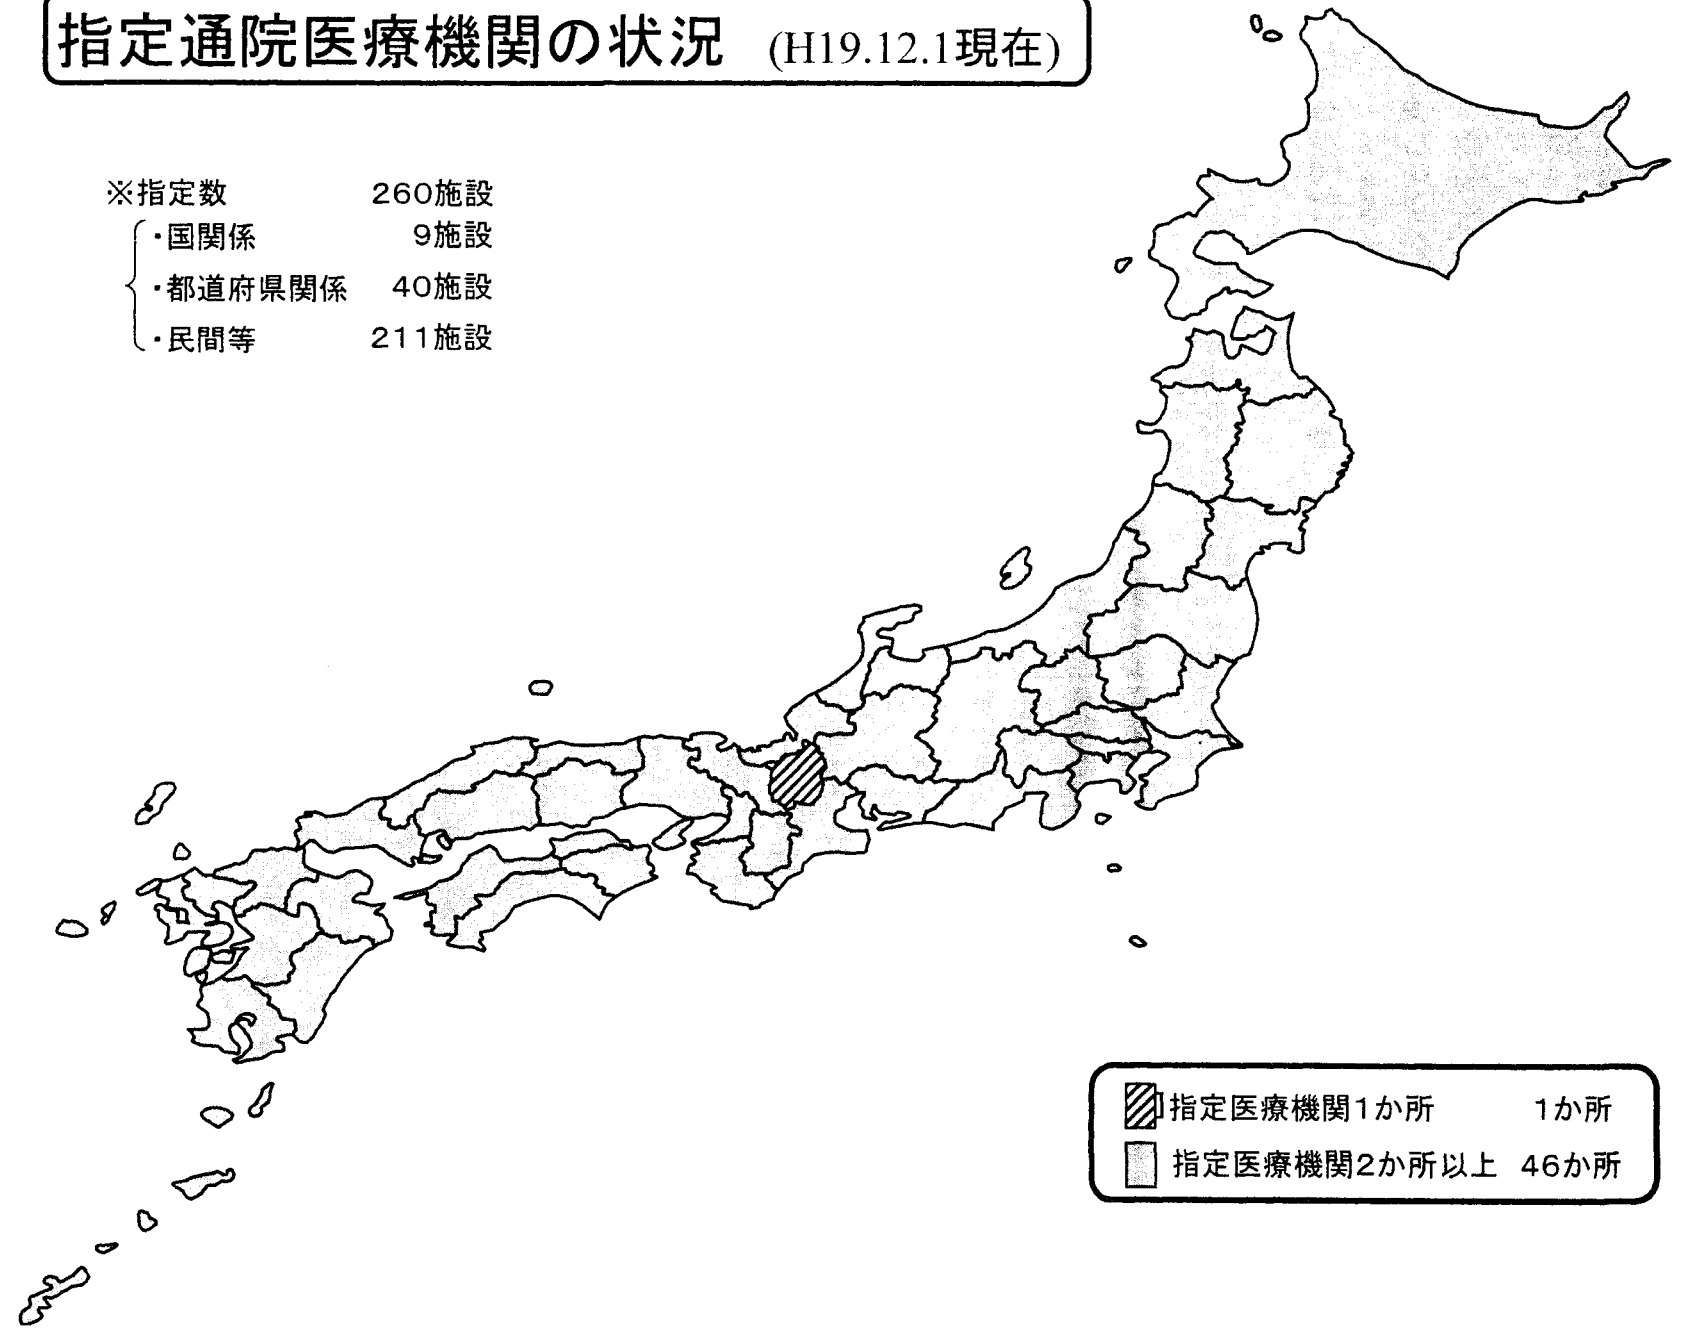 指定通院医療機関の状況 (H19.12.1現在)
※指定数 260施設
・国関係 9施設
・都道府県関係 40施設
・民間等 211施設
指定医療機関1か所 1か所
指定医療機関2か所以上 46か所